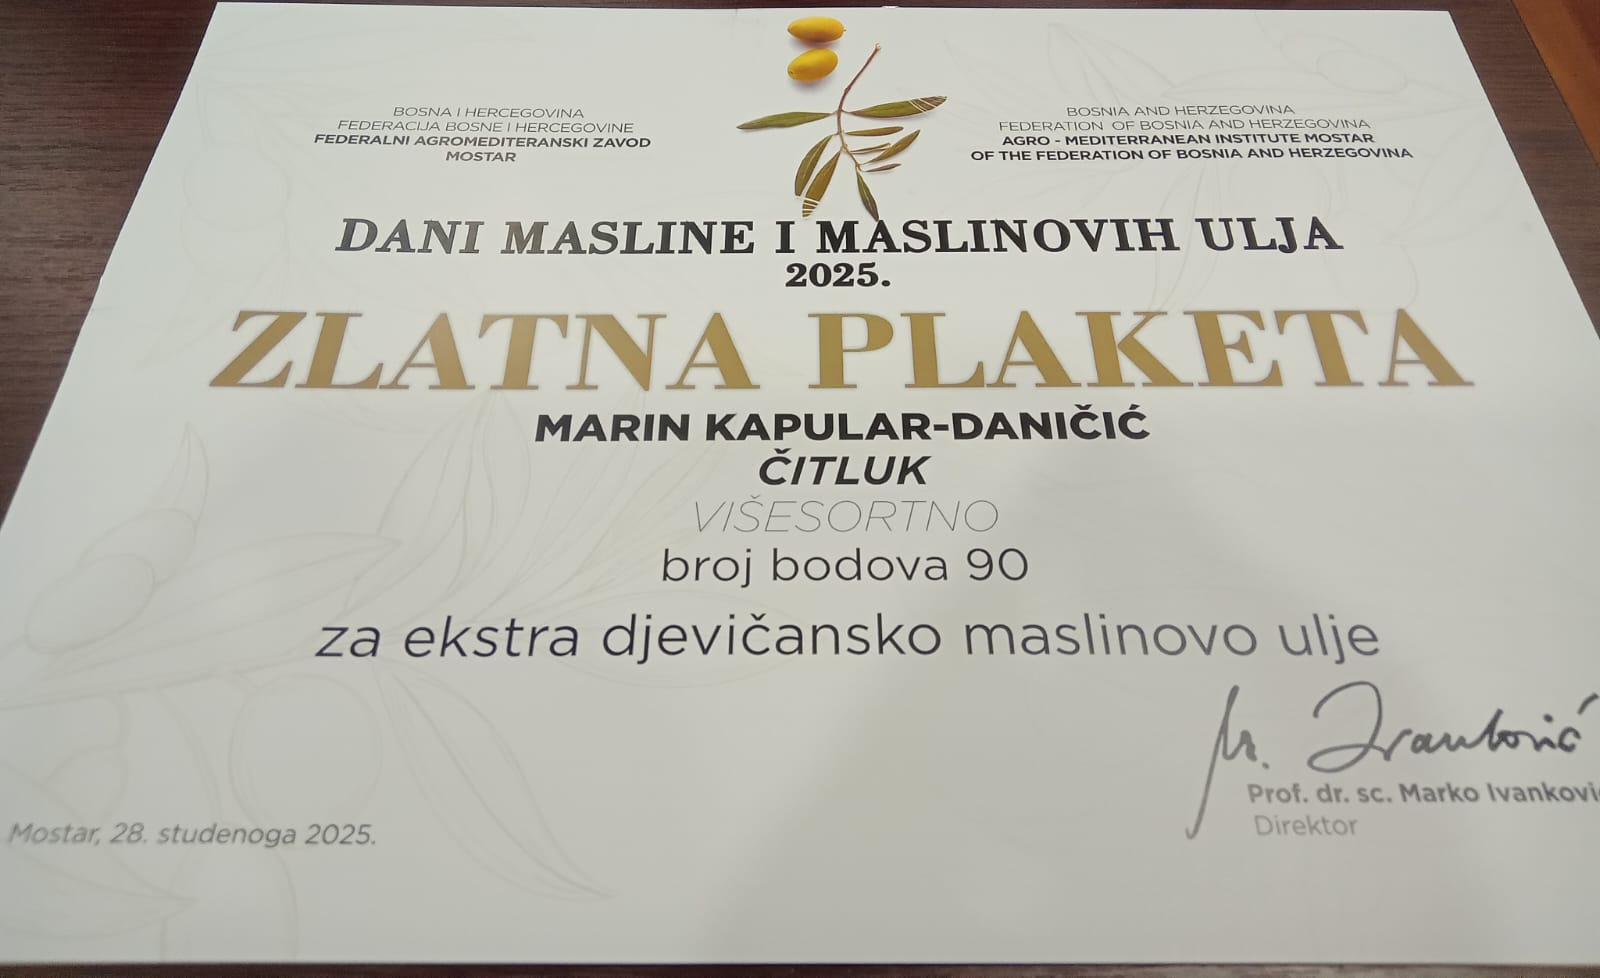 BOSNA I HERCEGOVINA
FEDERACIJA BOSNE I HERCEGOVINE
FEDERALNI AGROMEDITERANSKI ZAVOD
MOSTAR
BOSNIA AND HERZEGOVINA
FEDERATION OF BOSNIA AND HERZEGOVINA
AGRO - MEDITERRANEAN INSTITUTE MOSTAR
OF THE FEDERATION OF BOSNIA AND HERZEGOVINA
DANI MASLINE I MASLINOVIH ULJA
2025.
ZLATNA PLAKETA
MARIN KAPULAR-DANIČIĆ
ČITLUK
VIŠESORTNO
broj bodova 90
za ekstra djevičansko maslinovo ulje
M. Ivanković
Prof. dr. sc. Marko Ivankovi
Direktor
Mostar, 28. studenoga 2025.